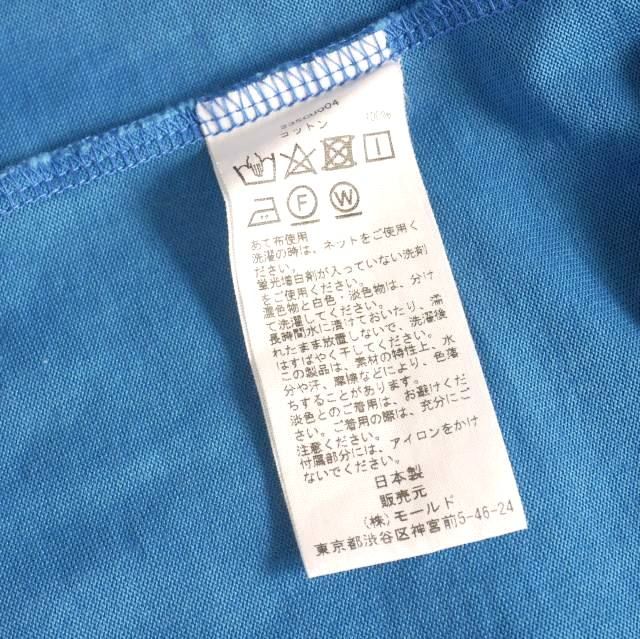 235CU004
コットン 100%
F W
あて布使用
洗濯の時は、ネットをご使用く
ださい。
蛍光増白剤が入っていない洗剤
をご使用ください。
濃色物と白色・淡色物は、分け
て洗濯してください。
長時間水に漬けておいたり、濡
れたまま放置しないで、洗濯後
はすばやく干してください。
この製品は、素材の特性上、水
分や汗、摩擦などにより、色落
ちすることがあります。
淡色とのご着用は、お避けくだ
さい。ご着用の際は、充分にご
注意ください。
付属部分には、アイロンをかけ
ないでください。
日本製
販売元
(株)モールド
東京都渋谷区神宮前5-46-24